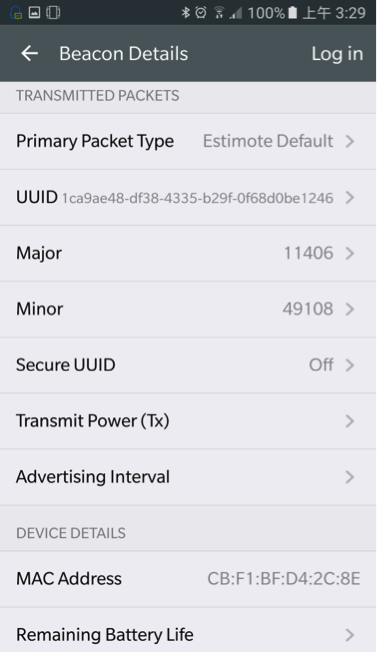 100% 上午 3:29
Beacon Details Log in
TRANSMITTED PACKETS
Primary Packet Type Estimote Default
UUID 1ca9ae48-df38-4335-b29f-0f68d0be1246
Major 11406
Minor 49108
Secure UUID Off
Transmit Power (Tx)
Advertising Interval
DEVICE DETAILS
MAC Address CB:F1:BF:D4:2C:8E
Remaining Battery Life